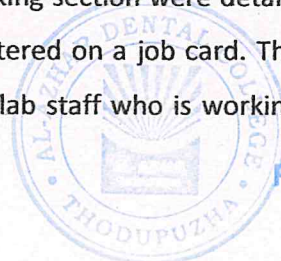 king section were detai
tered on a job card. Th
lab staff who is workin
AL-AZHAR DENTAL COLLEGE
THODUPUZHA